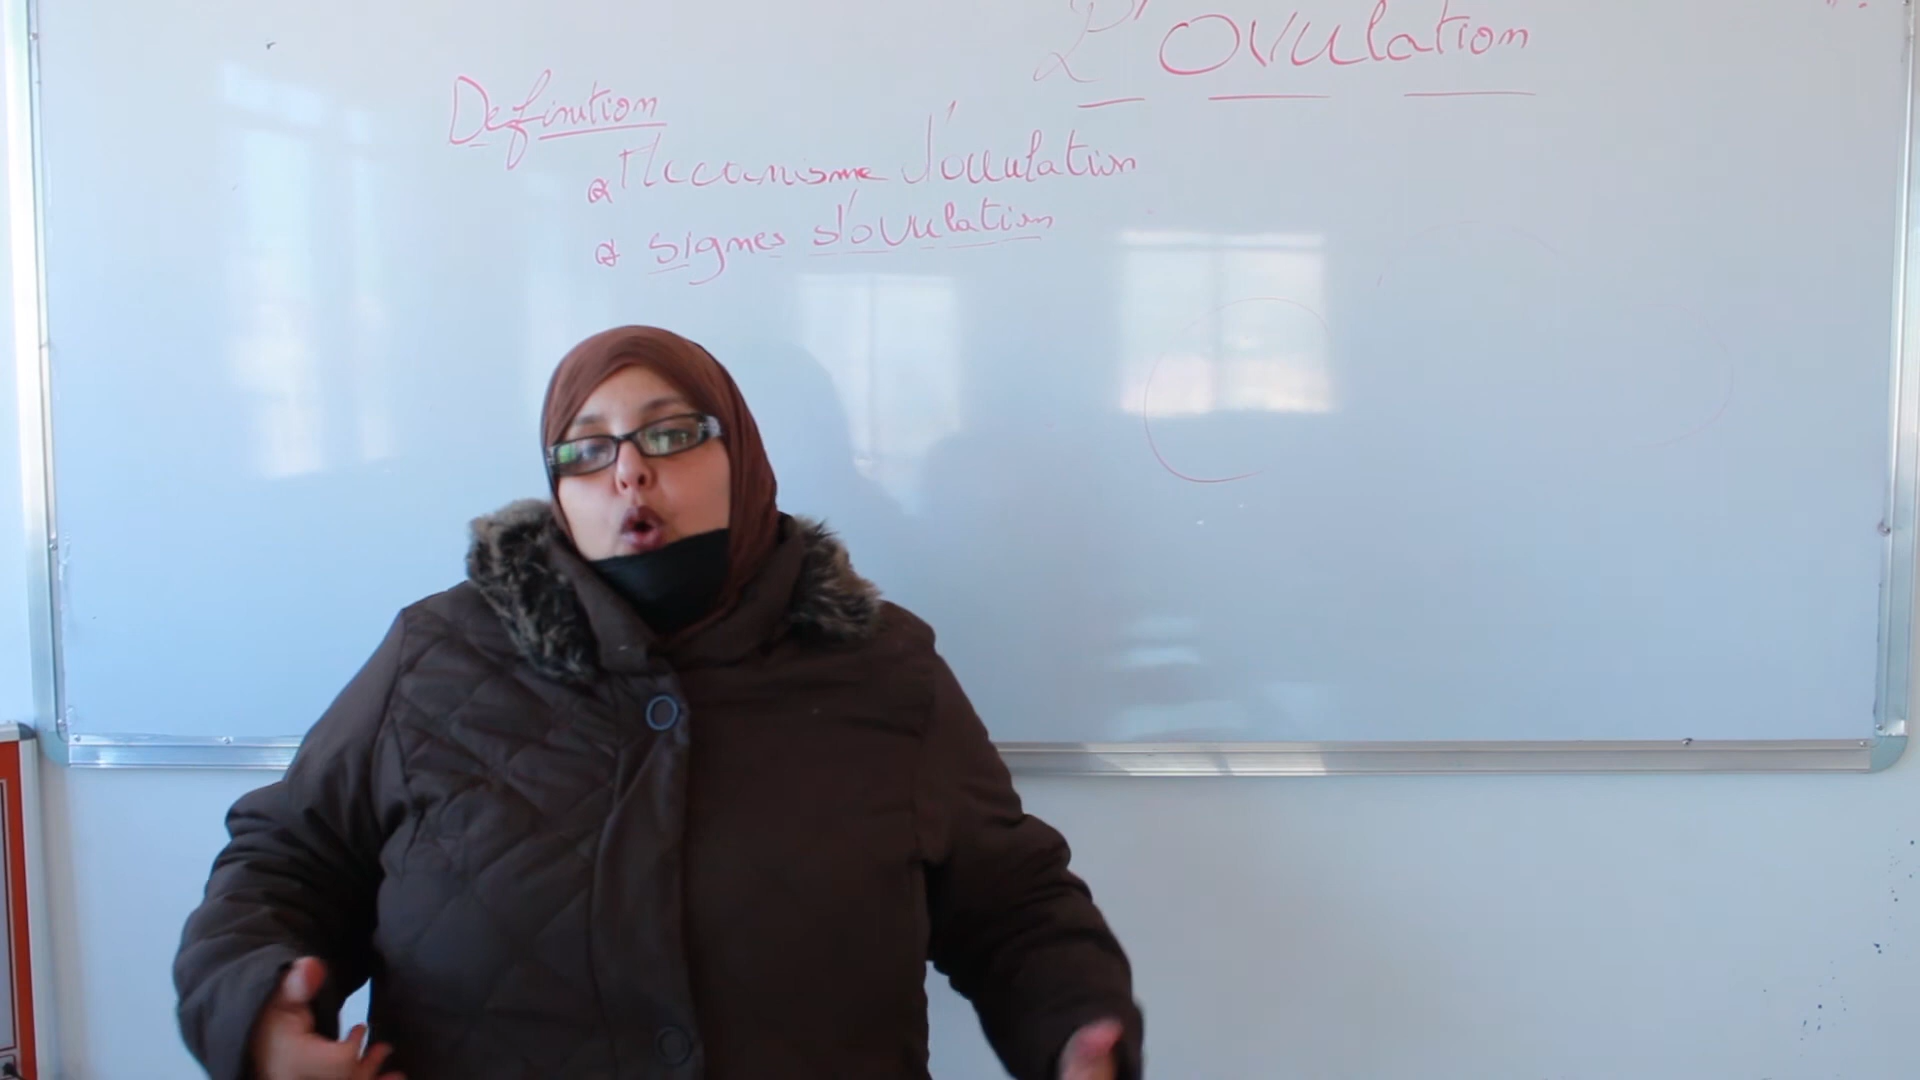 L'Ovulation
Definition
Mecanisme d'ovulation
signes d'ovulation